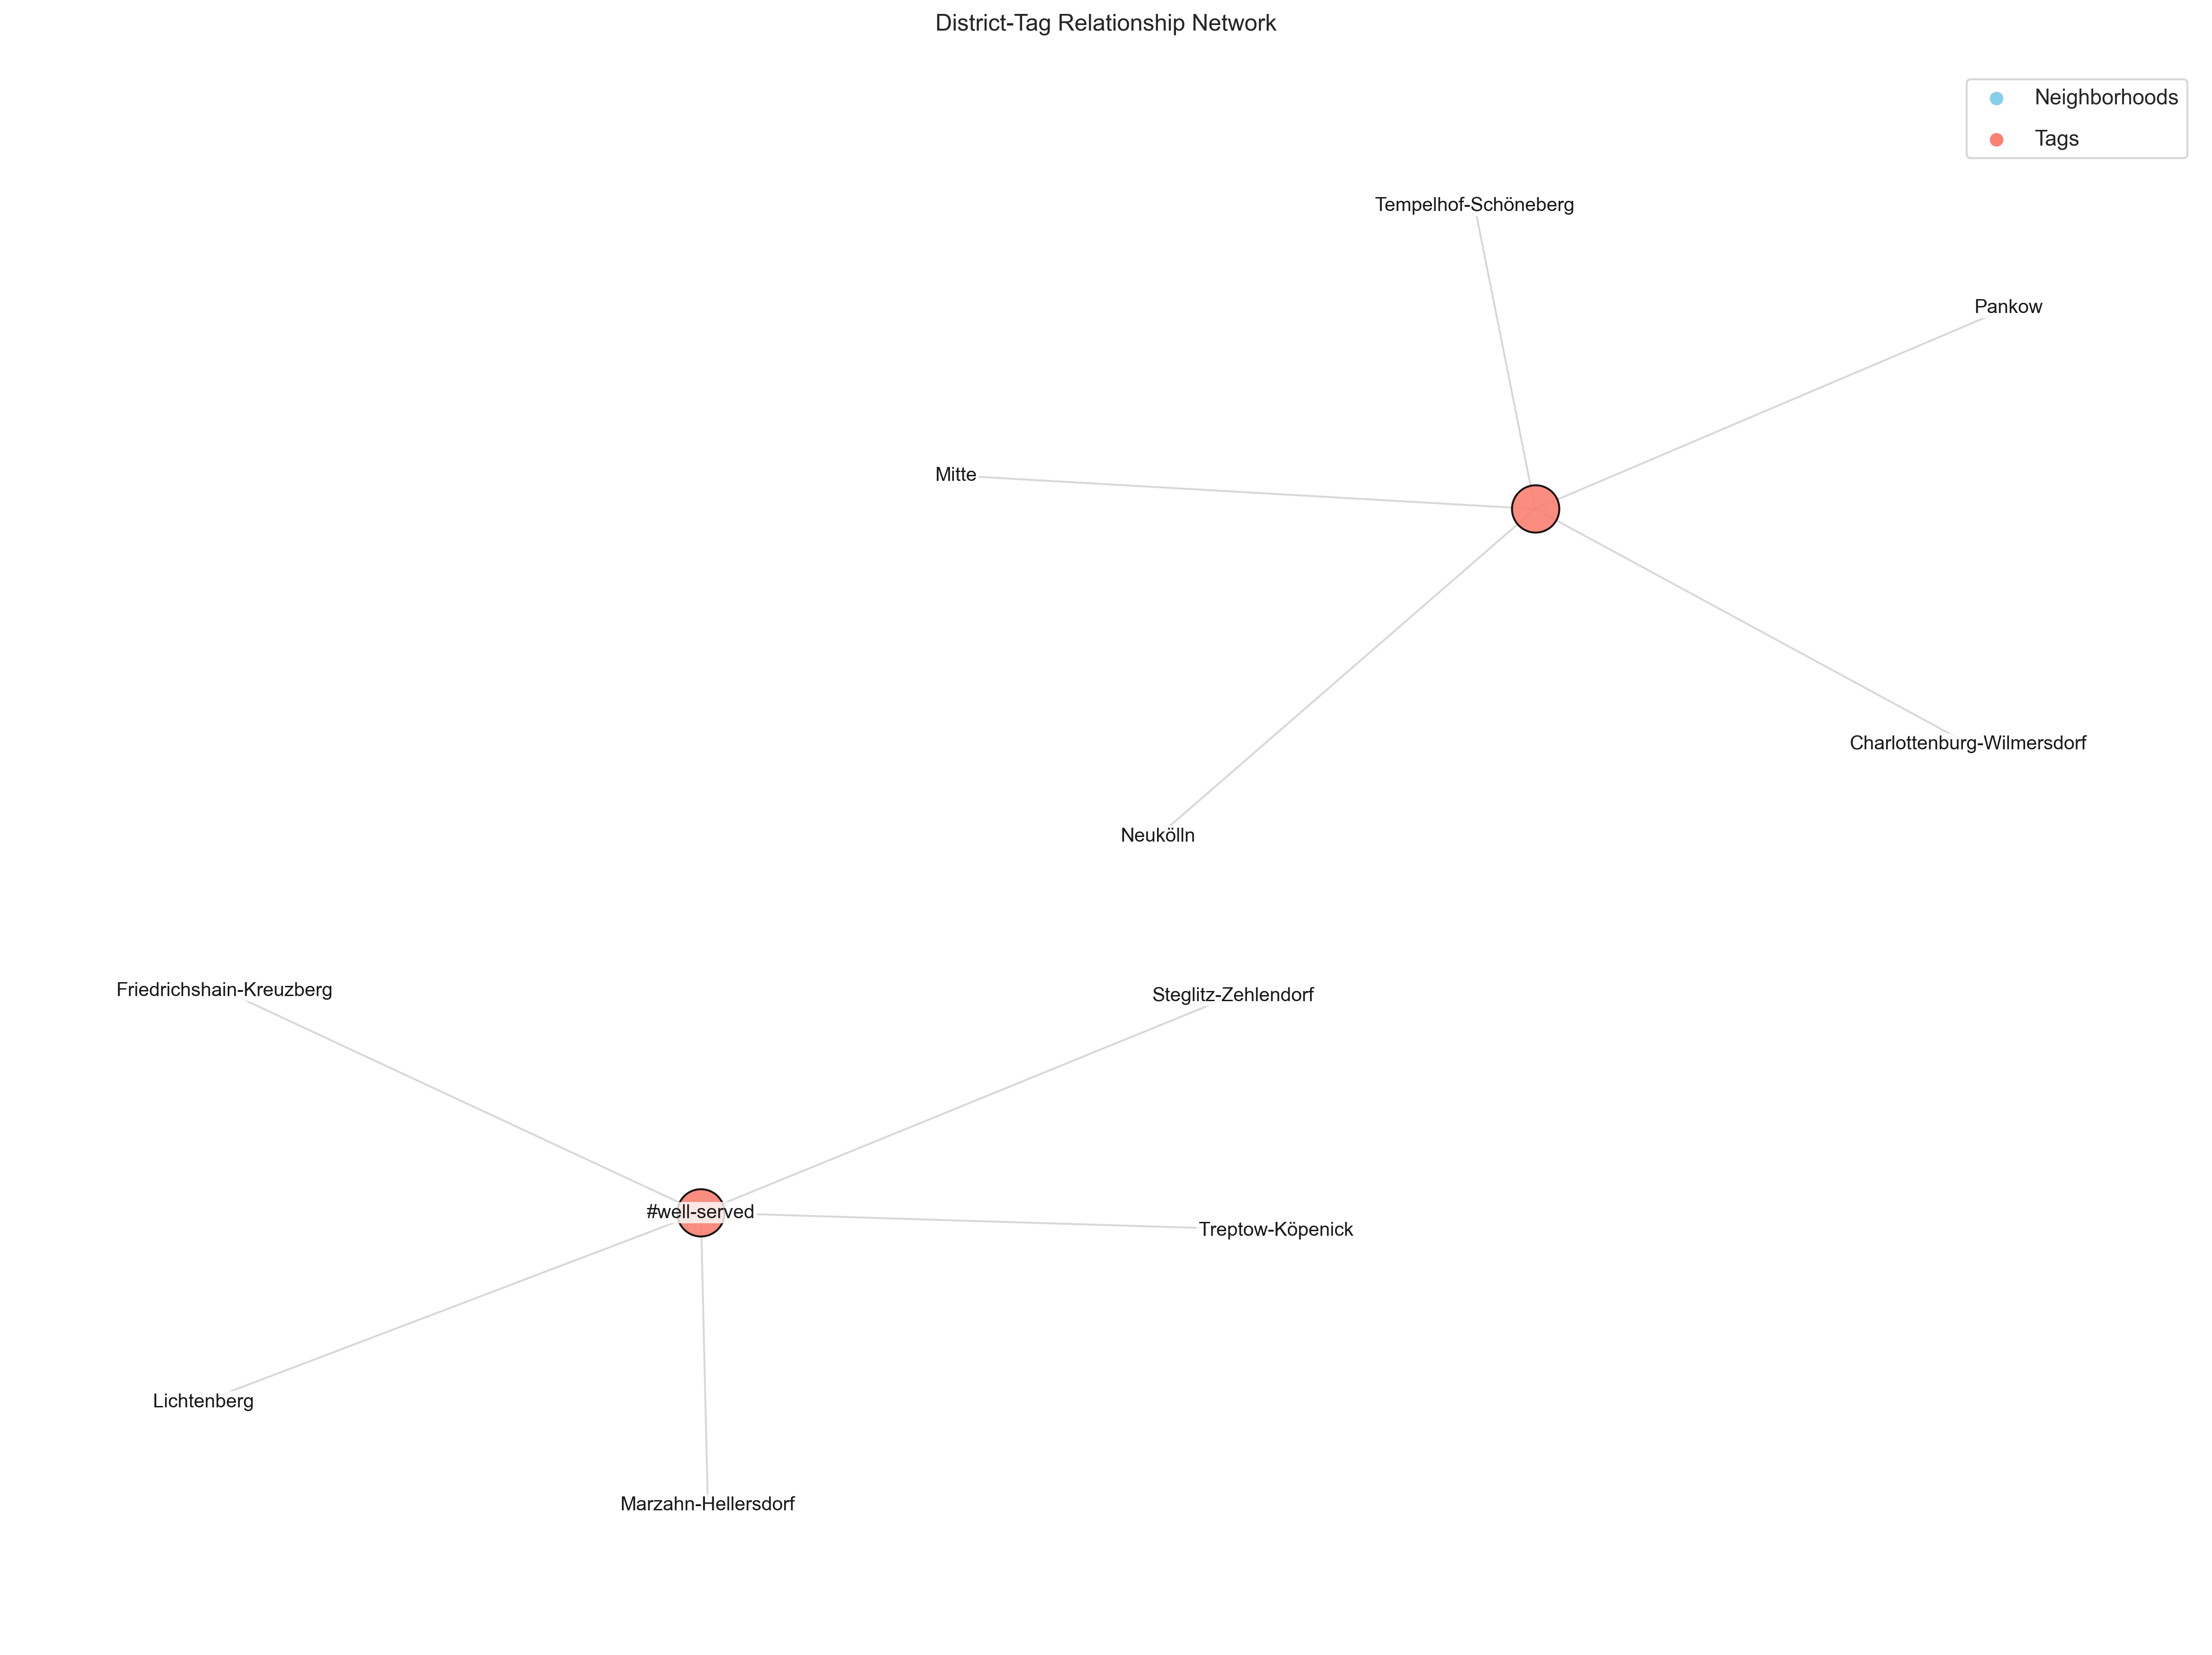 District-Tag Relationship Network
Neighborhoods
Tags
Tempelhof-Schöneberg
Pankow
Mitte
Charlottenburg-Wilmersdorf
Neukölln
Friedrichshain-Kreuzberg
Steglitz-Zehlendorf
#well-served
Treptow-Köpenick
Lichtenberg
Marzahn-Hellersdorf